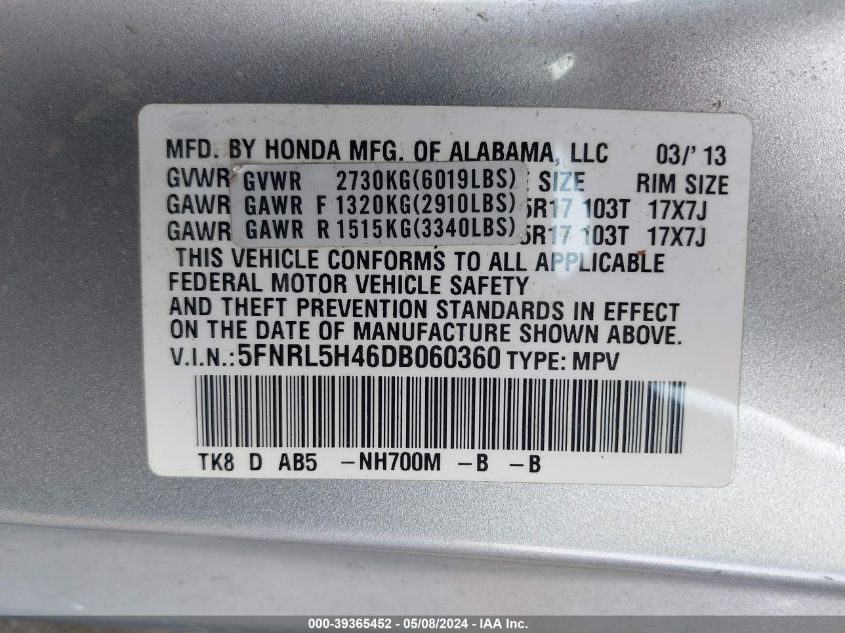 MFD. BY HONDA MFG. OF ALABAMA, LLC 03/'13
GVWR GVWR 2730KG(6019LBS) SIZE RIM SIZE
GAWR GAWR F 1320KG(2910LBS) 5R17 103T 17X7J
GAWR GAWR R 1515KG(3340LBS) 5R17 103T 17X7J
THIS VEHICLE CONFORMS TO ALL APPLICABLE
FEDERAL MOTOR VEHICLE SAFETY
AND THEFT PREVENTION STANDARDS IN EFFECT
ON THE DATE OF MANUFACTURE SHOWN ABOVE.
V.I.N.:5FNRL5H46DB060360 TYPE: MPV
TK8 D AB5 -NH700M -B -B
000-39365452 - 05/08/2024 - IAA Inc.